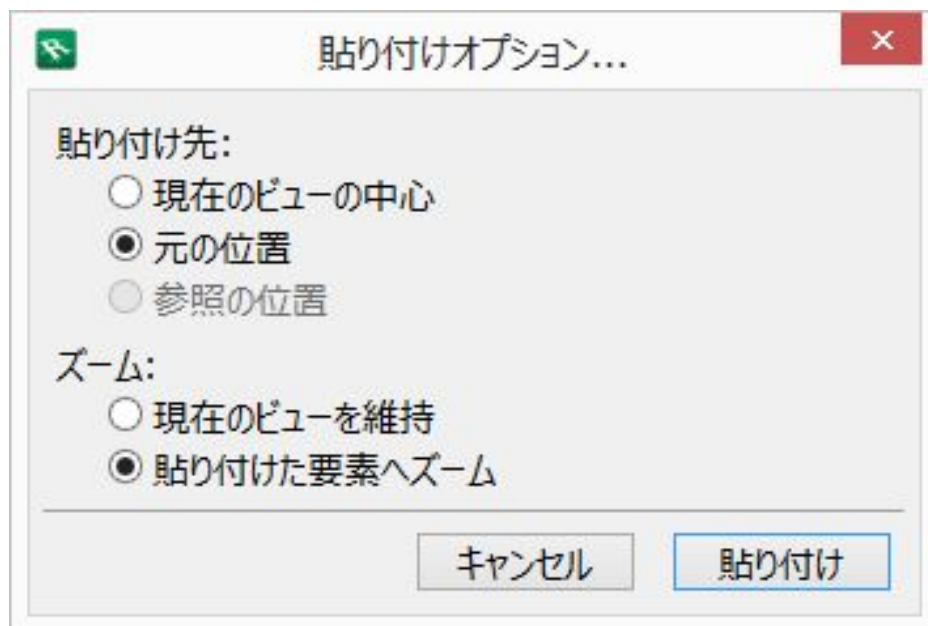 貼り付けオプション...
貼り付け先:
現在のビューの中心
元の位置
参照の位置
ズーム:
現在のビューを維持
貼り付けた要素へズーム
キャンセル
貼り付け